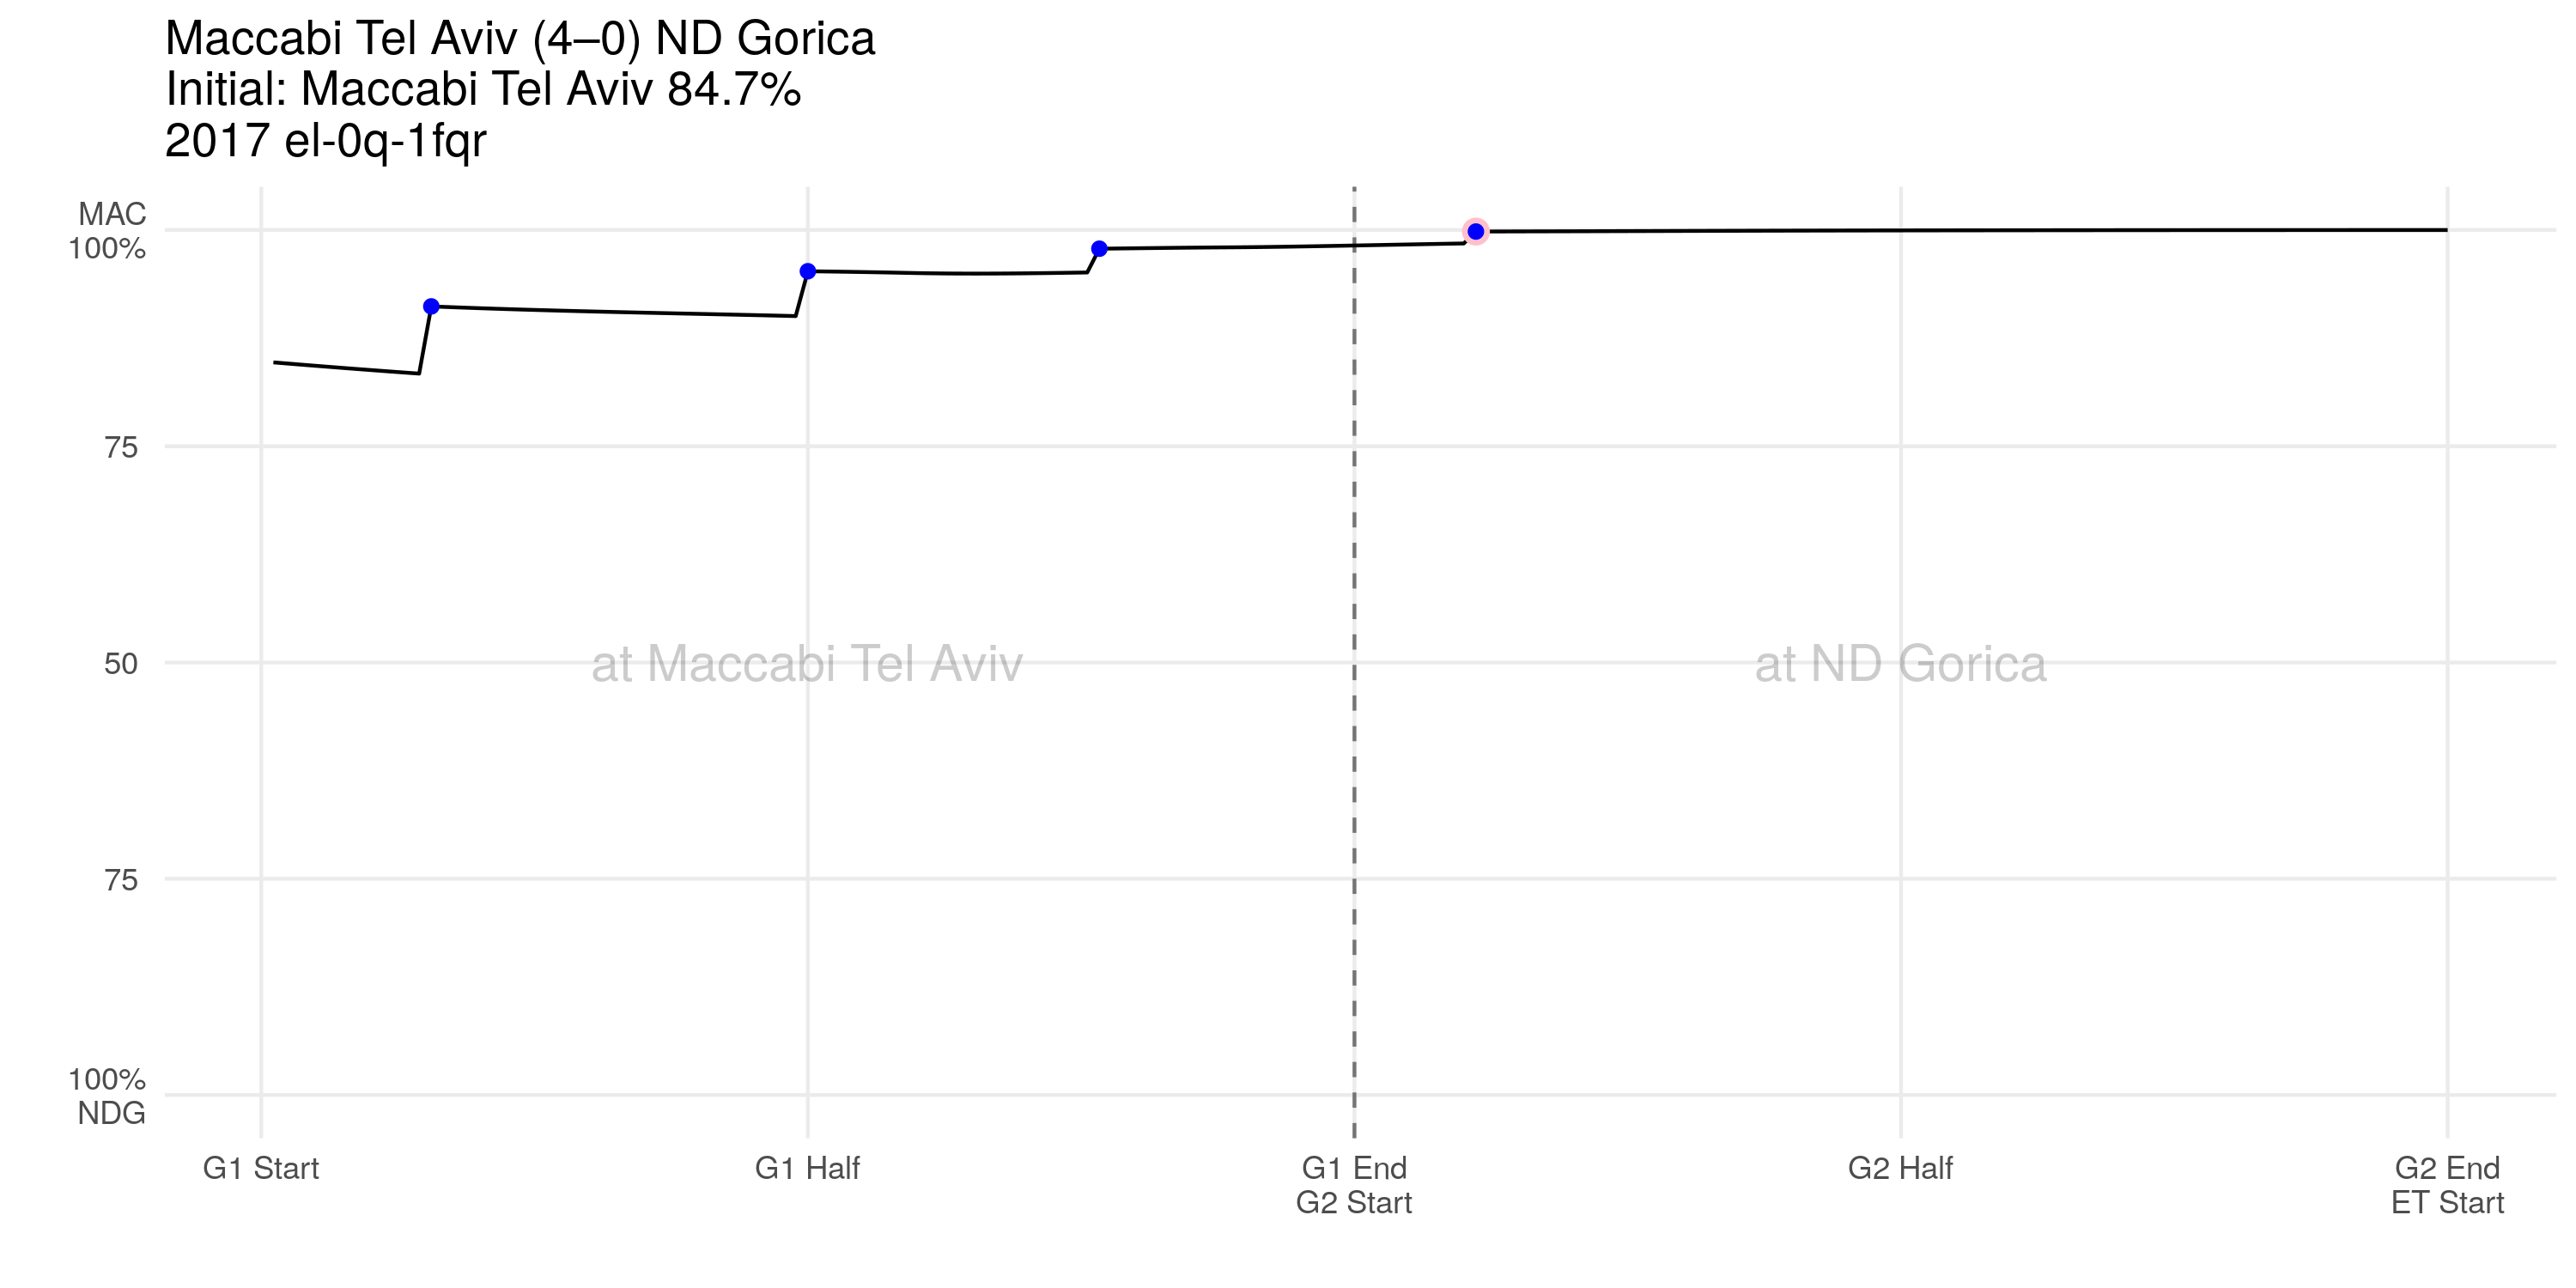 Maccabi Tel Aviv (4–0) ND Gorica
Initial: Maccabi Tel Aviv 84.7%
2017 el-0q-1fqr
MAC
100%
75
50
75
100%
NDG
at Maccabi Tel Aviv
at ND Gorica
G1 Start
G1 Half
G1 End
G2 Start
G2 Half
G2 End
ET Start